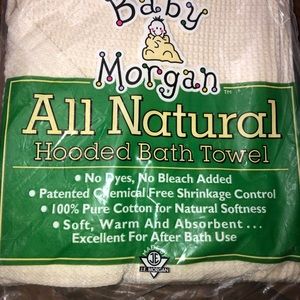 Baby
Morgan
™
All Natural
Hooded Bath Towel
• No Dyes, No Bleach Added
• Patented Chemical Free Shrinkage Control
• 100% Pure Cotton for Natural Softness
• Soft, Warm And Absorbent . . .
Excellent For After Bath Use
J.E. MORGAN